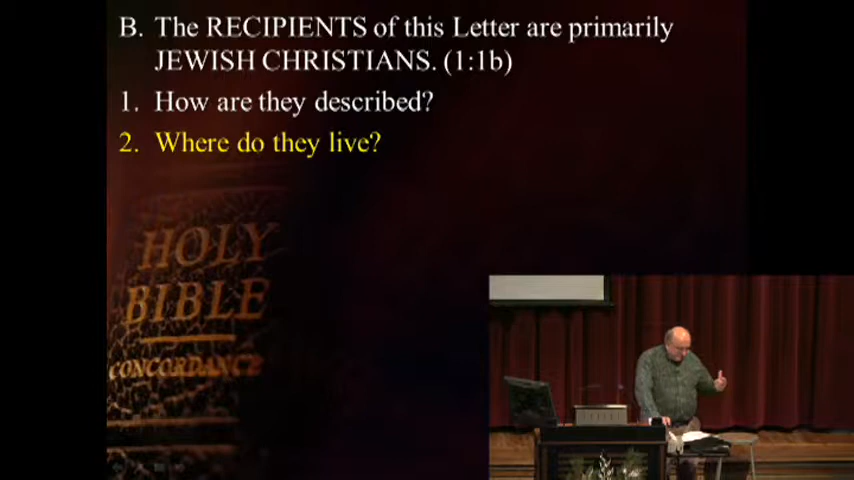 B. The RECIPIENTS of this Letter are primarily
JEWISH CHRISTIANS. (1:1b)
1. How are they described?
2. Where do they live?
HOLY
BIBLE
CONCORDANCE